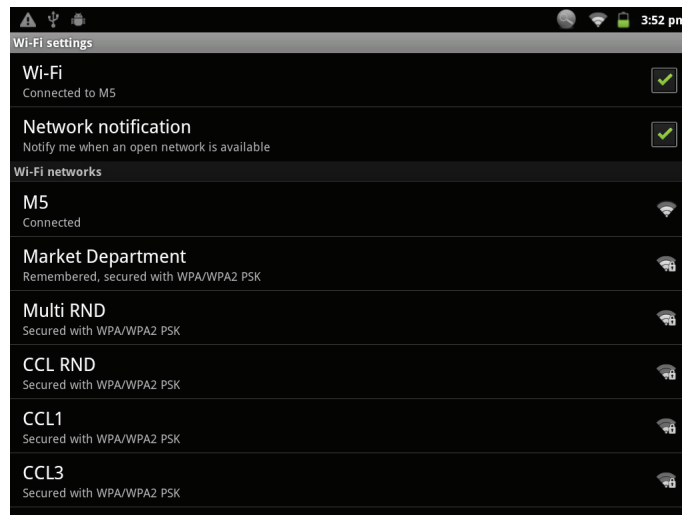 3:52 pm
Wi-Fi settings
Wi-Fi
Connected to M5
Network notification
Notify me when an open network is available
Wi-Fi networks
M5
Connected
Market Department
Remembered, secured with WPA/WPA2 PSK
Multi RND
Secured with WPA/WPA2 PSK
CCL RND
Secured with WPA/WPA2 PSK
CCL1
Secured with WPA/WPA2 PSK
CCL3
Secured with WPA/WPA2 PSK